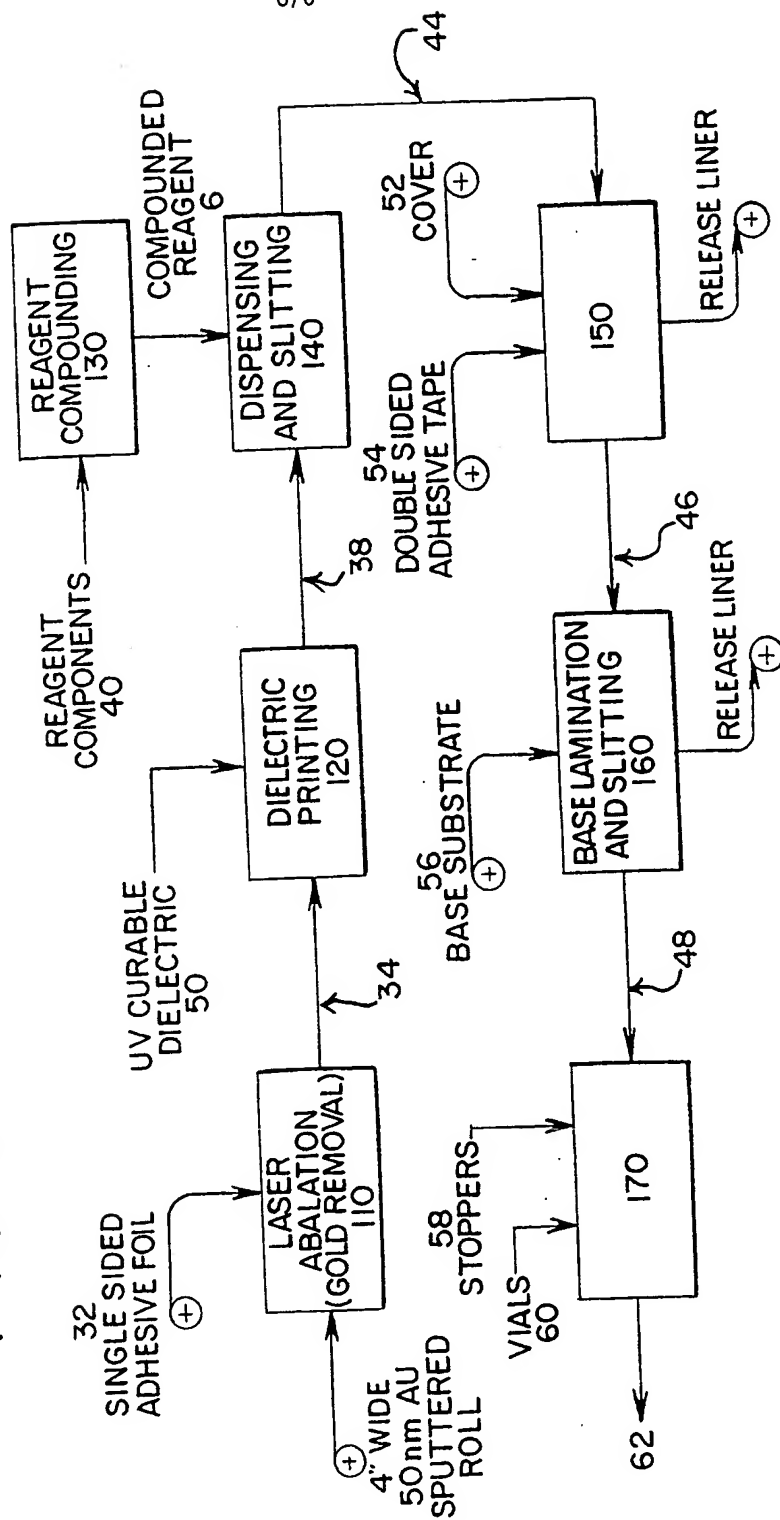 REAGENT
COMPONENTS
40
REAGENT
COMPOUNDING
130
COMPOUNDED
REAGENT
6
UV CURABLE
DIELECTRIC
50
32
SINGLE SIDED
ADHESIVE FOIL
4" WIDE
50nm AU
SPUTTERED
ROLL
LASER
ABALATION
(GOLD REMOVAL)
110
34
DIELECTRIC
PRINTING
120
38
DISPENSING
AND SLITTING
140
44
52
COVER
54
DOUBLE SIDED
ADHESIVE TAPE
150
RELEASE LINER
46
56
BASE SUBSTRATE
BASE LAMINATION
AND SLITTING
160
RELEASE LINER
48
58
STOPPERS
VIALS
60
170
62